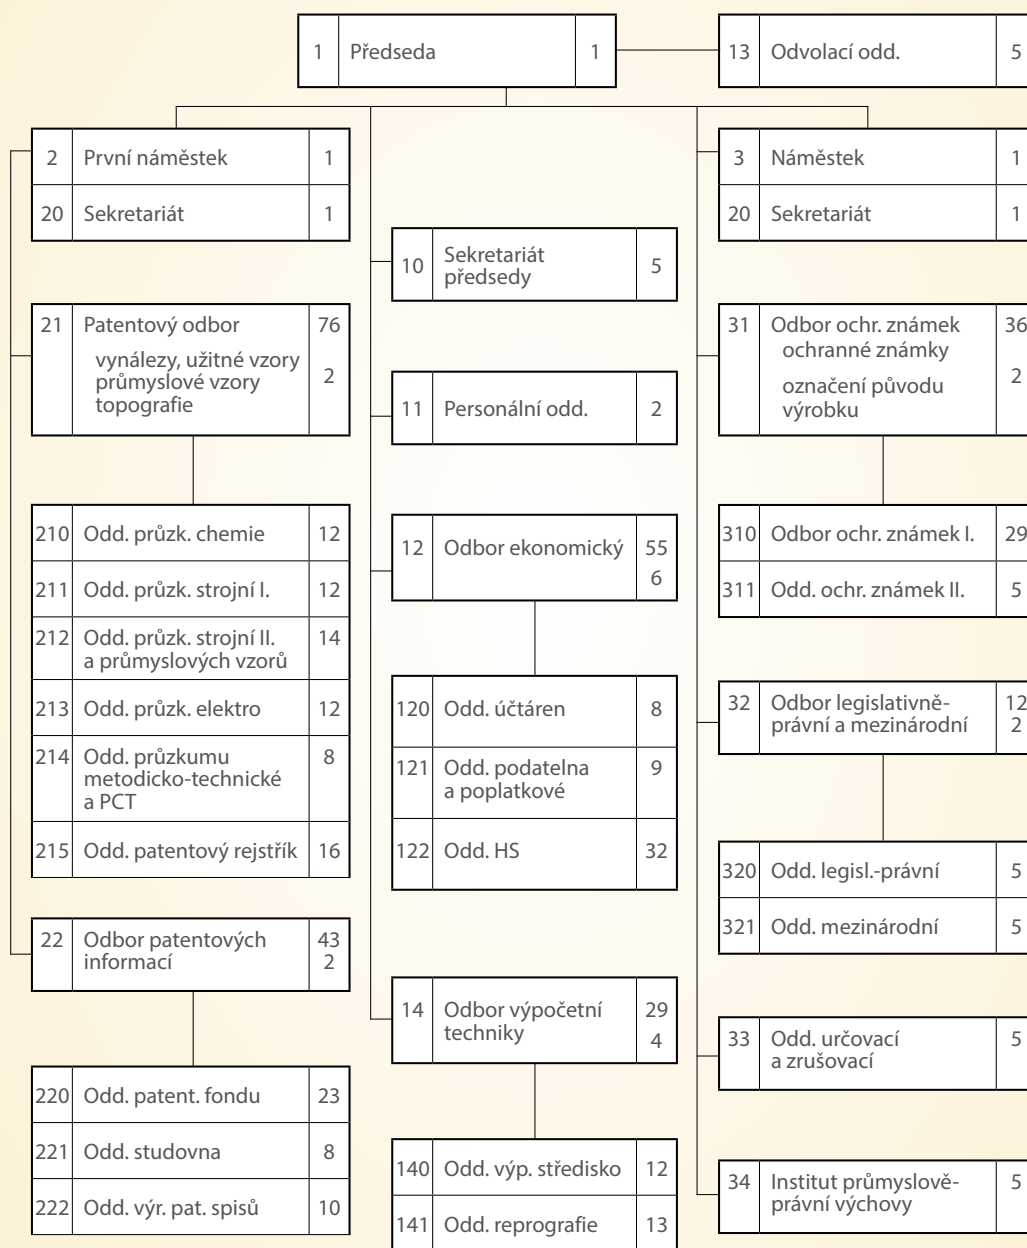 1 Předseda 1
13 Odvolací odd. 5
2 První náměstek 1
20 Sekretariát 1
21 Patentový odbor 76
vynálezy, užitné vzory
průmyslové vzory 2
topografie
210 Odd. průzk. chemie 12
211 Odd. průzk. strojní I. 12
212 Odd. průzk. strojní II. 14
a průmyslových vzorů
213 Odd. průzk. elektro 12
214 Odd. průzkumu 8
metodicko-technické
a PCT
215 Odd. patentový rejstřík 16
22 Odbor patentových 43
informací 2
220 Odd. patent. fondu 23
221 Odd. studovna 8
222 Odd. výr. pat. spisů 10
10 Sekretariát 5
předsedy
11 Personální odd. 2
12 Odbor ekonomický 55
6
120 Odd. účtáren 8
121 Odd. podatelna 9
a poplatkové
122 Odd. HS 32
14 Odbor výpočetní 29
techniky 4
140 Odd. výp. středisko 12
141 Odd. reprografie 13
3 Náměstek 1
20 Sekretariát 1
31 Odbor ochr. známek 36
ochranné známky
označení původu 2
výrobku
310 Odbor ochr. známek I. 29
311 Odd. ochr. známek II. 5
32 Odbor legislativně- 12
právní a mezinárodní 2
320 Odd. legisl.-právní 5
321 Odd. mezinárodní 5
33 Odd. určovací 5
a zrušovací
34 Institut průmyslově- 5
právní výchovy